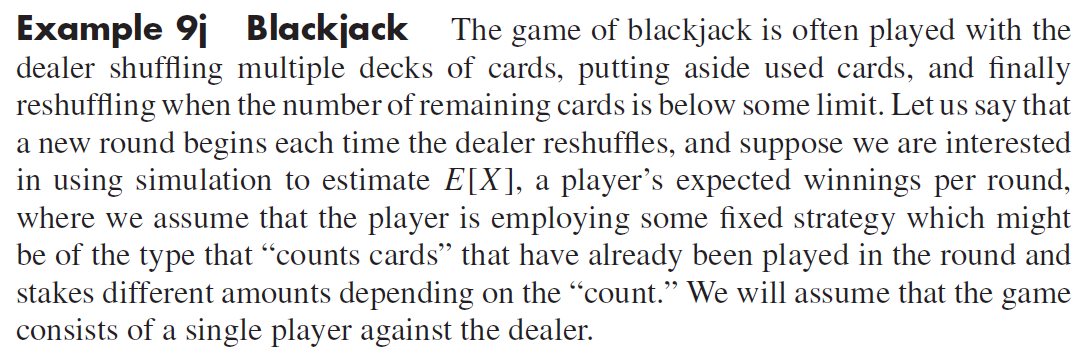 Example 9j Blackjack The game of blackjack is often played with the
dealer shuffling multiple decks of cards, putting aside used cards, and finally
reshuffling when the number of remaining cards is below some limit. Let us say that
a new round begins each time the dealer reshuffles, and suppose we are interested
in using simulation to estimate E[X], a player’s expected winnings per round,
where we assume that the player is employing some fixed strategy which might
be of the type that “counts cards” that have already been played in the round and
stakes different amounts depending on the “count.” We will assume that the game
consists of a single player against the dealer.